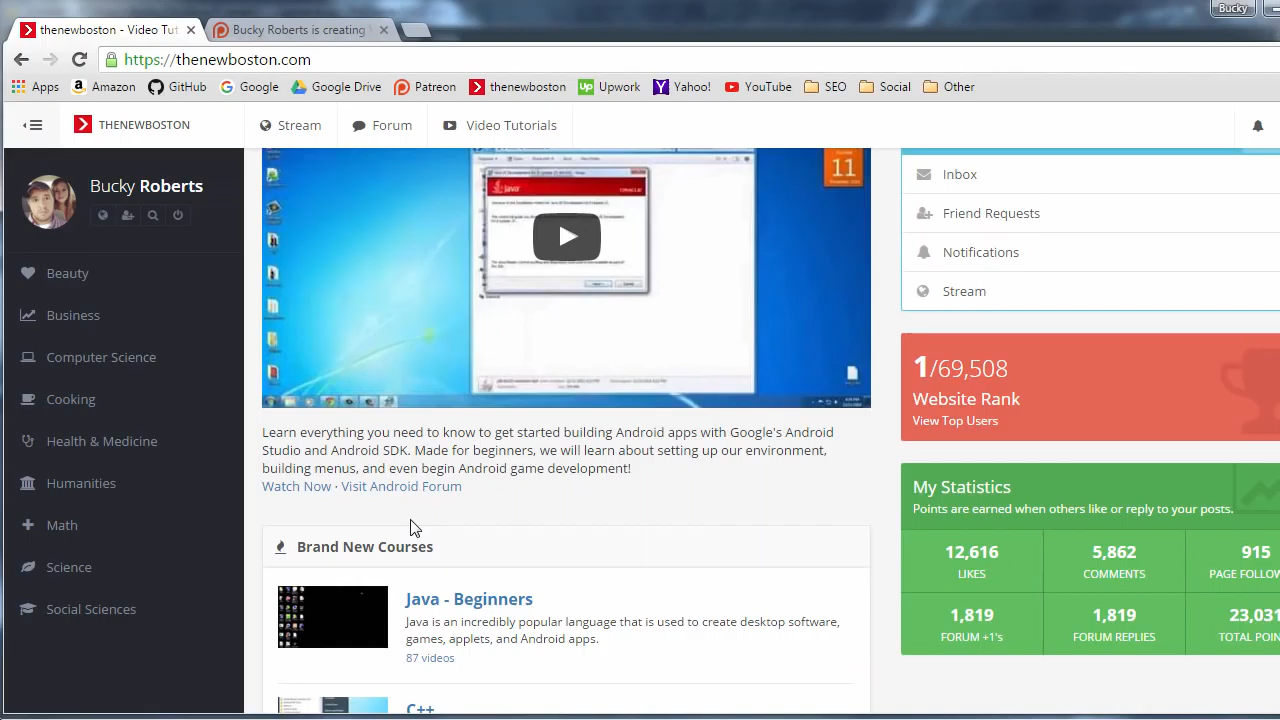 Bucky
thenewboston - Video Tut
Bucky Roberts is creating
https://thenewboston.com
Apps Amazon GitHub Google Google Drive Patreon thenewboston Upwork Yahoo! YouTube SEO Social Other
THENEWBOSTON Stream Forum Video Tutorials
Bucky Roberts
Beauty
Business
Computer Science
Cooking
Health & Medicine
Humanities
Math
Science
Social Sciences
11
Java
ORACLE
Learn everything you need to know to get started building Android apps with Google's Android
Studio and Android SDK. Made for beginners, we will learn about setting up our environment,
building menus, and even begin Android game development!
Watch Now · Visit Android Forum
Brand New Courses
Java - Beginners
Java is an incredibly popular language that is used to create desktop software,
games, applets, and Android apps.
87 videos
C++
Inbox
Friend Requests
Notifications
Stream
1/69,508
Website Rank
View Top Users
My Statistics
Points are earned when others like or reply to your posts.
12,616 5,862 915
LIKES COMMENTS PAGE FOLLOW
1,819 1,819 23,031
FORUM +1's FORUM REPLIES TOTAL POIN